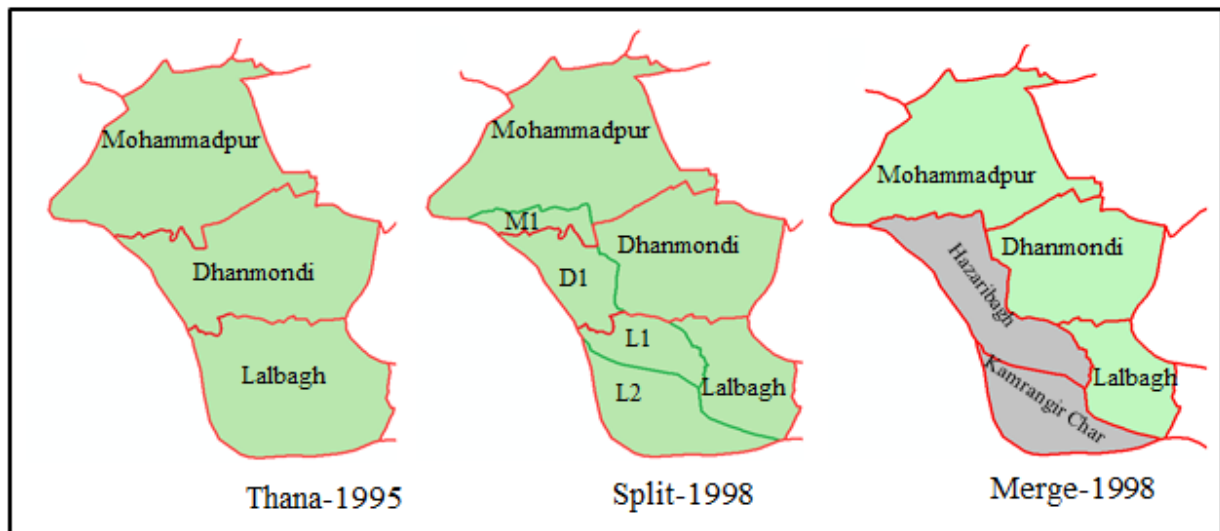 Mohammadpur
Dhanmondi
Lalbagh
Thana-1995
Mohammadpur
M1
Dhanmondi
D1
L1
L2
Lalbagh
Split-1998
Mohammadpur
Dhanmondi
Hazaribagh
Lalbagh
Kamrangir Char
Merge-1998